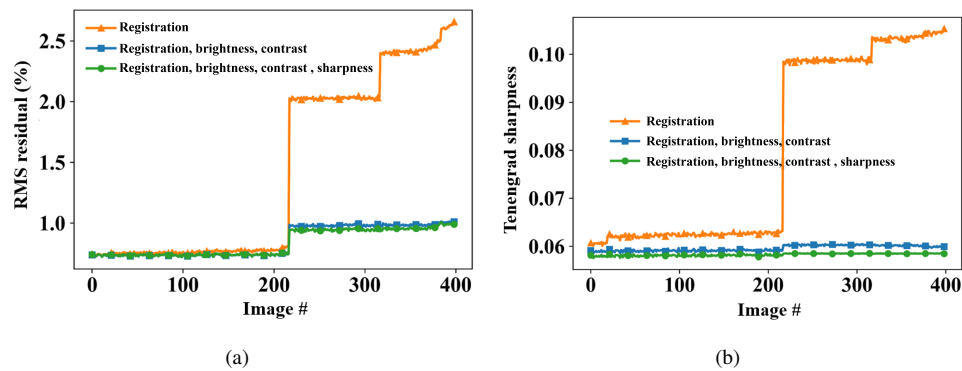 RMS residual (%)
2.5
2.0
1.5
1.0
Registration
Registration, brightness, contrast
Registration, brightness, contrast , sharpness
0
100
200
300
400
Image #
(a)
Tenengrad sharpness
0.10
0.09
0.08
0.07
0.06
Registration
Registration, brightness, contrast
Registration, brightness, contrast , sharpness
0
100
200
300
400
Image #
(b)